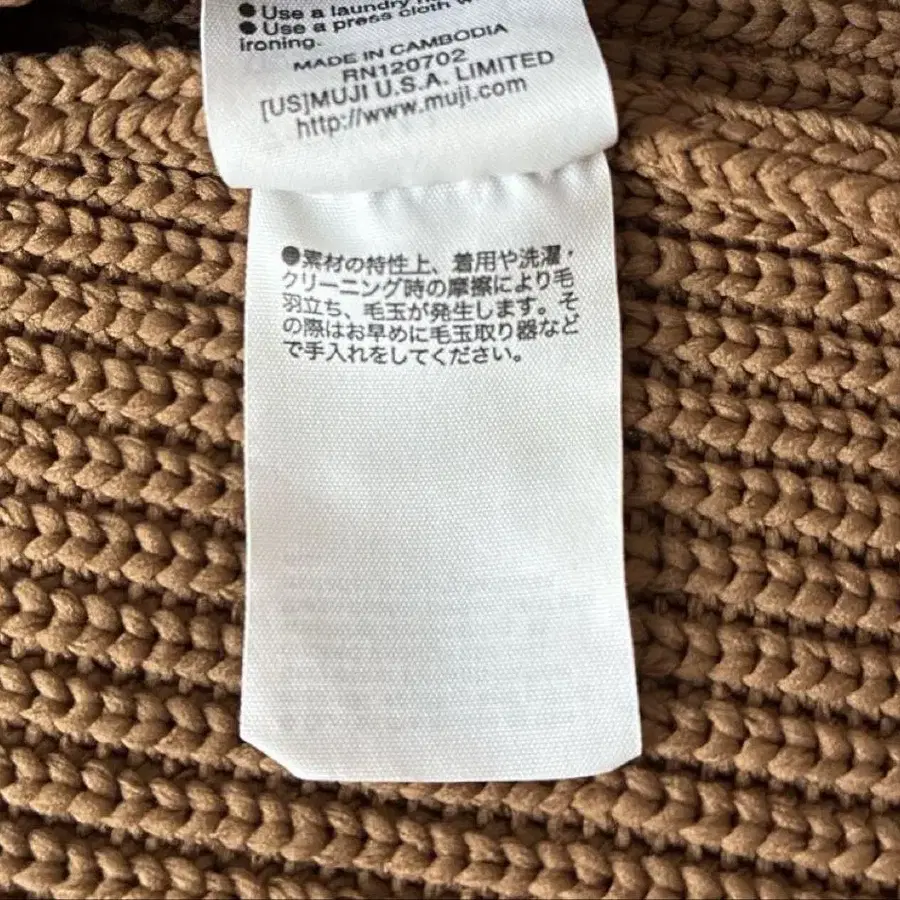 ● Use a laundry
● Use a press cloth
ironing.
MADE IN CAMBODIA
RN120702
[US]MUJI U.S.A. LIMITED
http://www.muji.com
●素材の特性上、着用や洗濯・
クリーニング時の摩擦により毛
羽立ち、毛玉が発生します。そ
の際はお早めに毛玉取り器など
で手入れをしてください。